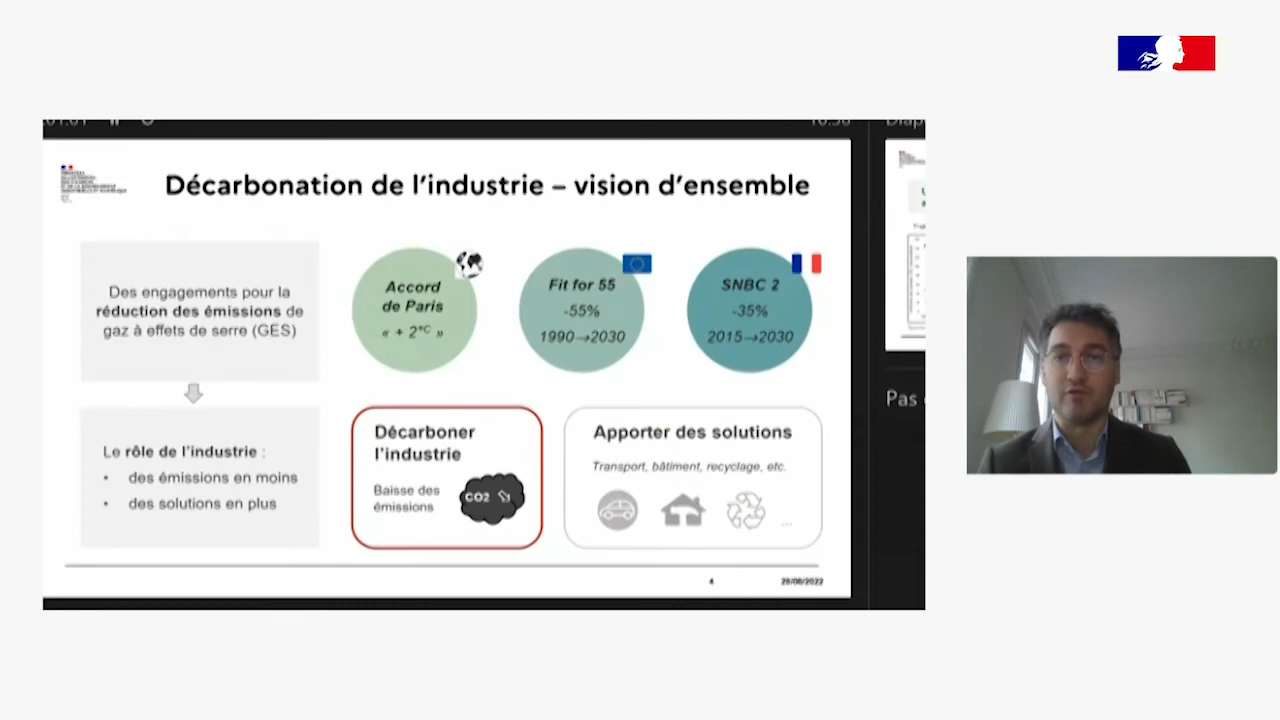 Décarbonation de l'industrie – vision d'ensemble
Des engagements pour la
réduction des émissions de
gaz à effets de serre (GES)
Accord
de Paris
« + 2°C »
Fit for 55
-55%
1990→2030
SNBC 2
-35%
2015→2030
Le rôle de l'industrie :
• des émissions en moins
• des solutions en plus
Décarboner
l'industrie
Baisse des
émissions
CO2
Apporter des solutions
Transport, bâtiment, recyclage, etc.
...
4
Pas